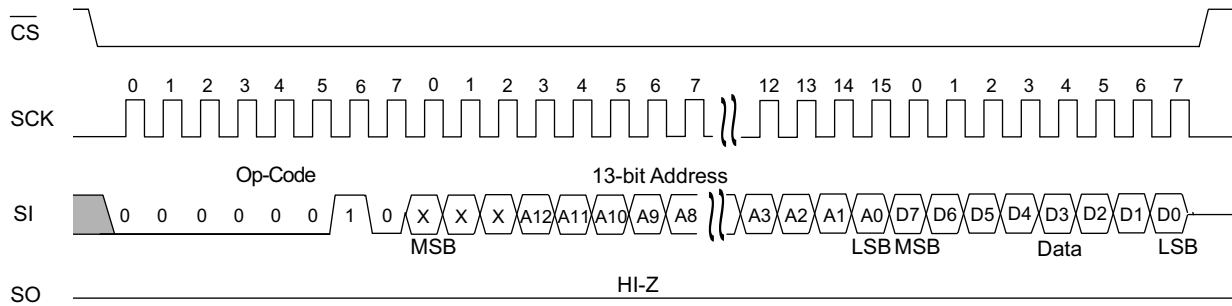 CS
0 1 2 3 4 5 6 7 0 1 2 3 4 5 6 7 12 13 14 15 0 1 2 3 4 5 6 7
SCK
Op-Code 13-bit Address
SI 0 0 0 0 0 0 1 0 X X X A12 A11 A10 A9 A8 A3 A2 A1 A0 D7 D6 D5 D4 D3 D2 D1 D0
MSB LSB MSB Data LSB
HI-Z
SO